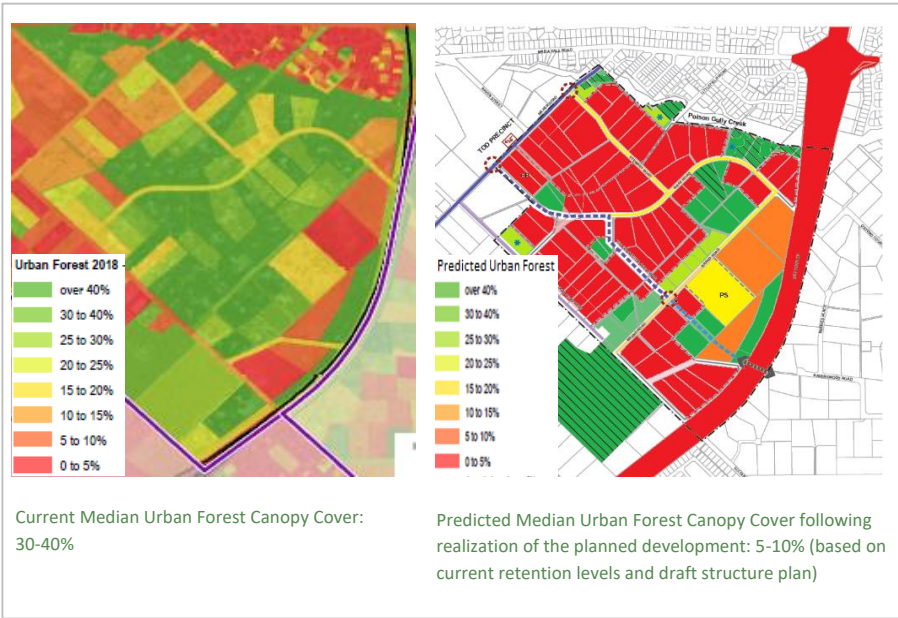 Urban Forest 2018 -
over 40%
30 to 40%
25 to 30%
20 to 25%
15 to 20%
10 to 15%
5 to 10%
0 to 5%
TOD PRECINCT
Poison Gully Creek
PS
Predicted Urban Forest
over 40%
30 to 40%
25 to 30%
20 to 25%
15 to 20%
10 to 15%
5 to 10%
0 to 5%
Current Median Urban Forest Canopy Cover:
30-40%
Predicted Median Urban Forest Canopy Cover following
realization of the planned development: 5-10% (based on
current retention levels and draft structure plan)